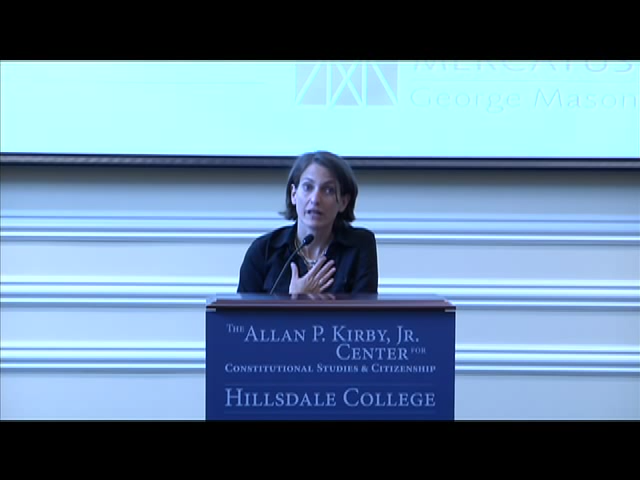 MERCATUS
George Mason
THE ALLAN P. KIRBY, JR.
CENTER FOR
CONSTITUTIONAL STUDIES & CITIZENSHIP
HILLSDALE COLLEGE